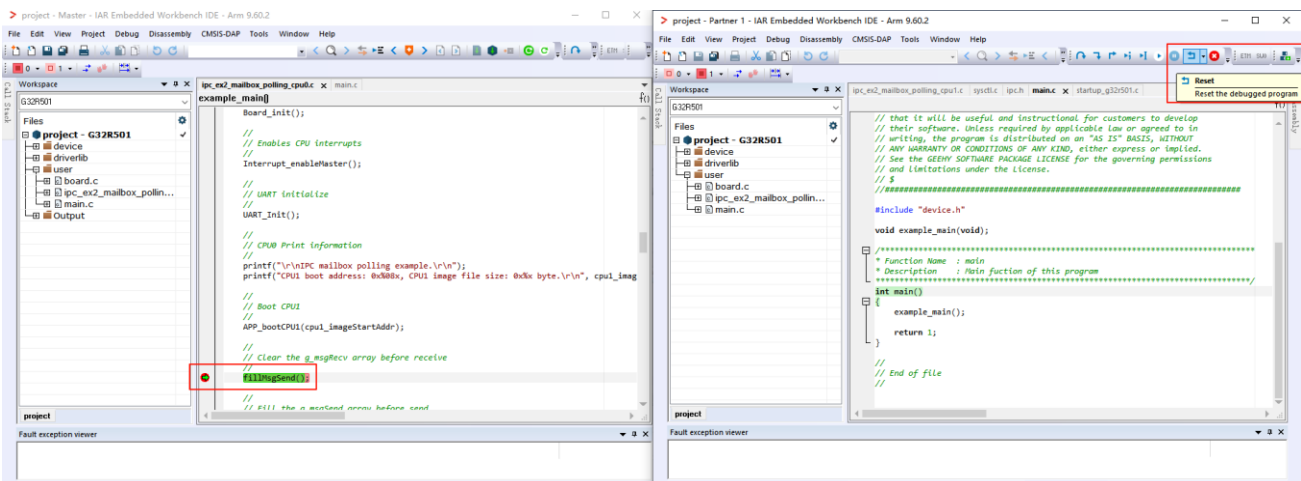 project - Master - IAR Embedded Workbench IDE - Arm 9.60.2
File Edit View Project Debug Disassembly CMSIS-DAP Tools Window Help
0 1
Workspace
Call Stack
G32R501
Files
project - G32R501
device
driverlib
user
board.c
ipc_ex2_mailbox_pollin...
main.c
Output
project
ipc_ex2_mailbox_polling_cpu0.c x main.c
example_main() f()
Board_init();
//
// Enables CPU interrupts
//
Interrupt_enableMaster();
//
// UART initialize
//
UART_Init();
//
// CPU0 Print information
//
printf("\r\nIPC mailbox polling example.\r\n");
printf("CPU1 boot address: 0x%08x, CPU1 image file size: 0x%x byte.\r\n", cpu1_imag
//
// Boot CPU1
//
APP_bootCPU1(cpu1_imageStartAddr);
//
// Clear the g_msgRecv array before receive
//
fillMsgSend();
//
// Fill the g_msgSend array before send
Fault exception viewer
project - Partner 1 - IAR Embedded Workbench IDE - Arm 9.60.2
File Edit View Project Debug Disassembly CMSIS-DAP Tools Window Help
ETM SWO
0 1
Reset
Reset the debugged program
Workspace
Call Stack
G32R501
Files
project - G32R501
device
driverlib
user
board.c
ipc_ex2_mailbox_pollin...
main.c
project
ipc_ex2_mailbox_polling_cpu1.c sysctl.c ipc.h main.c x startup_g32r501.c
f()
// that it will be useful and instructional for customers to develop
// their software. Unless required by applicable law or agreed to in
// writing, the program is distributed on an "AS IS" BASIS, WITHOUT
// ANY WARRANTY OR CONDITIONS OF ANY KIND, either express or implied.
// See the GEEHY SOFTWARE PACKAGE LICENSE for the governing permissions
// and limitations under the License.
// $
//###########################################################################
#include "device.h"
void example_main(void);
/*****************************************************************************
* Function Name : main
* Description : Main fuction of this program
*****************************************************************************/
int main()
{
example_main();
return 1;
}
//
// End of file
//
Fault exception viewer